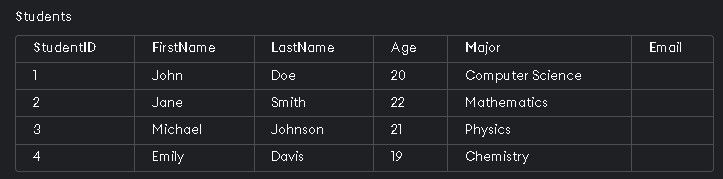 Students
StudentID FirstName LastName Age Major Email
1 John Doe 20 Computer Science
2 Jane Smith 22 Mathematics
3 Michael Johnson 21 Physics
4 Emily Davis 19 Chemistry